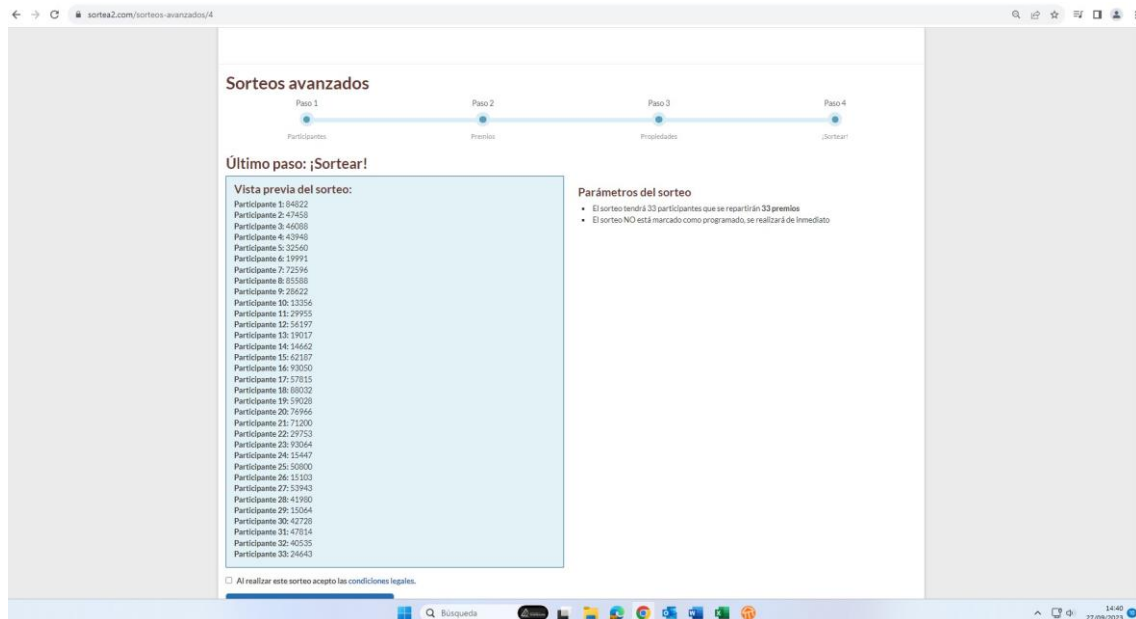 sortea2.com/sorteos-avanzados/4
Sorteos avanzados
Paso 1
Paso 2
Paso 3
Paso 4
Participantes
Premios
Propiedades
¡Sortear!
Último paso: ¡Sortear!
Vista previa del sorteo:
Participante 1: 84822
Participante 2: 47458
Participante 3: 46088
Participante 4: 43948
Participante 5: 32560
Participante 6: 19991
Participante 7: 72596
Participante 8: 85588
Participante 9: 28622
Participante 10: 13356
Participante 11: 29955
Participante 12: 56197
Participante 13: 19017
Participante 14: 14662
Participante 15: 62187
Participante 16: 93050
Participante 17: 57815
Participante 18: 88032
Participante 19: 59028
Participante 20: 76966
Participante 21: 71200
Participante 22: 29753
Participante 23: 93064
Participante 24: 15447
Participante 25: 50800
Participante 26: 15103
Participante 27: 53943
Participante 28: 41980
Participante 29: 15064
Participante 30: 42728
Participante 31: 47814
Participante 32: 40535
Participante 33: 24643
Parámetros del sorteo
El sorteo tendrá 33 participantes que se repartirán 33 premios
El sorteo NO está marcado como programado, se realizará de inmediato
Al realizar este sorteo acepto las condiciones legales.
Búsqueda
14:40
27/09/2023